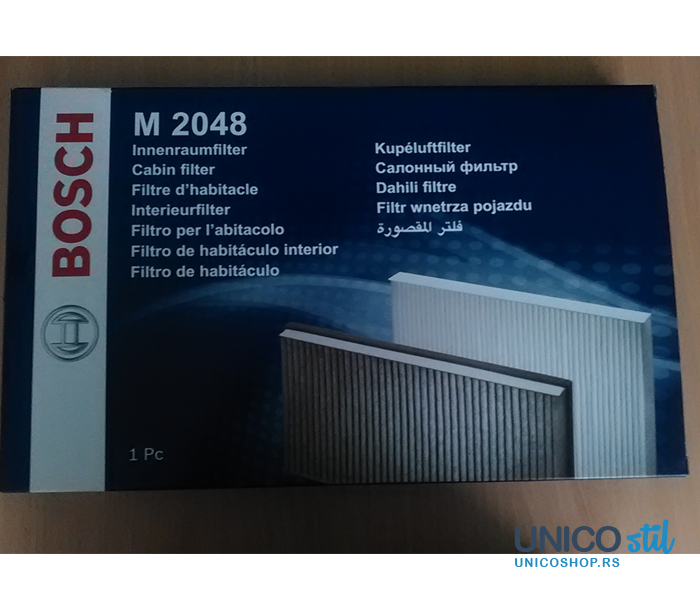 BOSCH
M 2048
Innenraumfilter
Cabin filter
Filtre d'habitacle
Interieurfilter
Filtro per l'abitacolo
Filtro de habitáculo interior
Filtro de habitáculo
Kupéluftfilter
Салонный фильтр
Dahili filtre
Filtr wnetrza pojazdu
فلتر المقصورة
1 Pc
UNICO stil
UNICOSHOP.RS